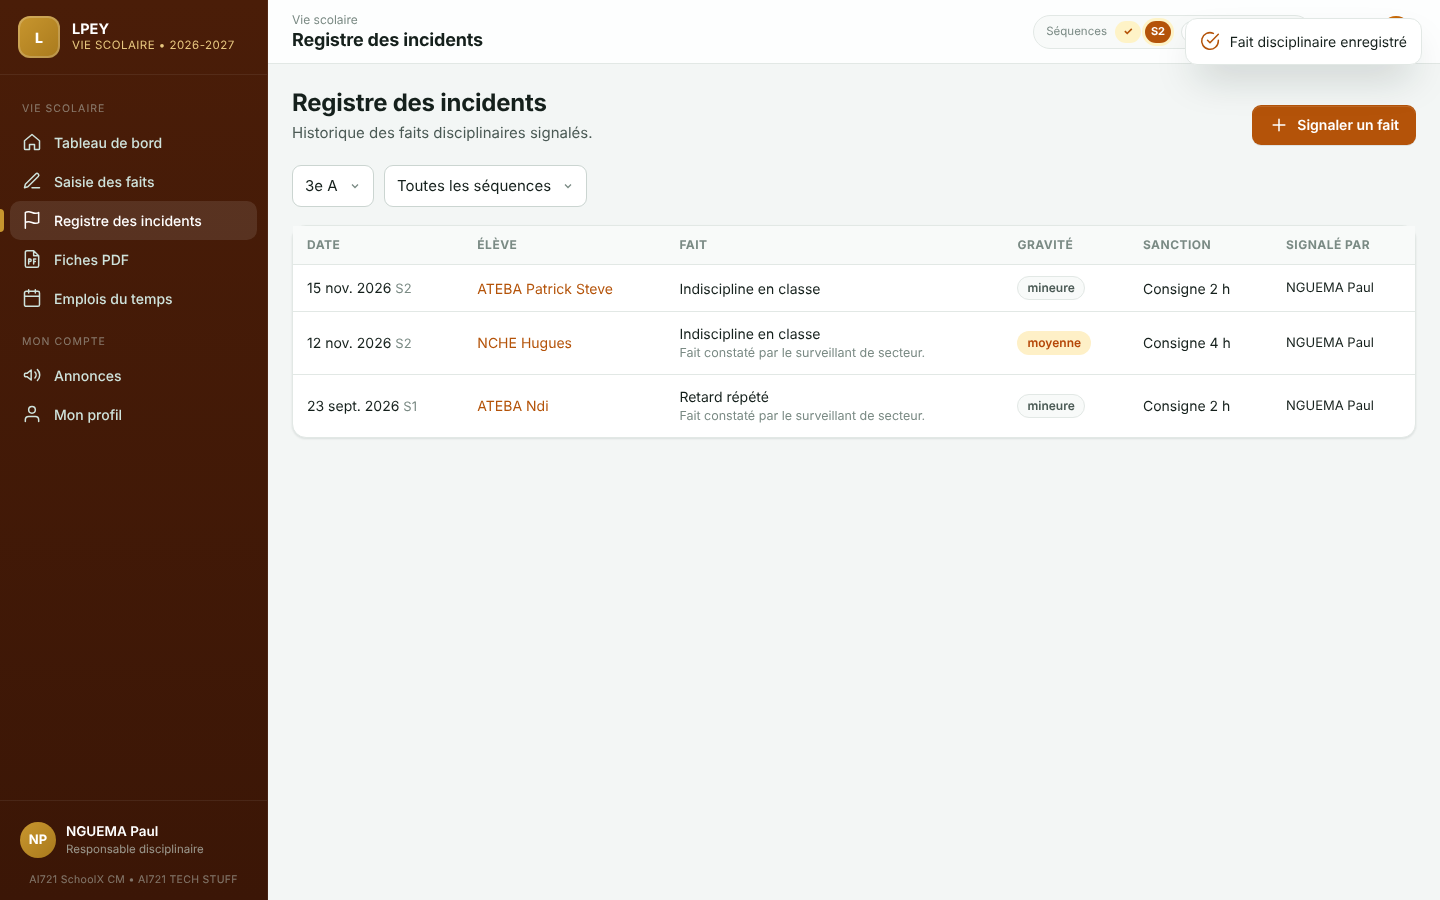 L
LPEY
VIE SCOLAIRE • 2026-2027
VIE SCOLAIRE
Tableau de bord
Saisie des faits
Registre des incidents
Fiches PDF
Emplois du temps
MON COMPTE
Annonces
Mon profil
NP
NGUEMA Paul
Responsable disciplinaire
AI721 SchoolX CM • AI721 TECH STUFF
Vie scolaire
Registre des incidents
Séquences S2
Fait disciplinaire enregistré
Registre des incidents
Historique des faits disciplinaires signalés.
Signaler un fait
3e A Toutes les séquences
DATE ÉLÈVE FAIT GRAVITÉ SANCTION SIGNALÉ PAR
15 nov. 2026 S2 ATEBA Patrick Steve Indiscipline en classe mineure Consigne 2 h NGUEMA Paul
12 nov. 2026 S2 NCHE Hugues Indiscipline en classe moyenne Consigne 4 h NGUEMA Paul
Fait constaté par le surveillant de secteur.
23 sept. 2026 S1 ATEBA Ndi Retard répété mineure Consigne 2 h NGUEMA Paul
Fait constaté par le surveillant de secteur.